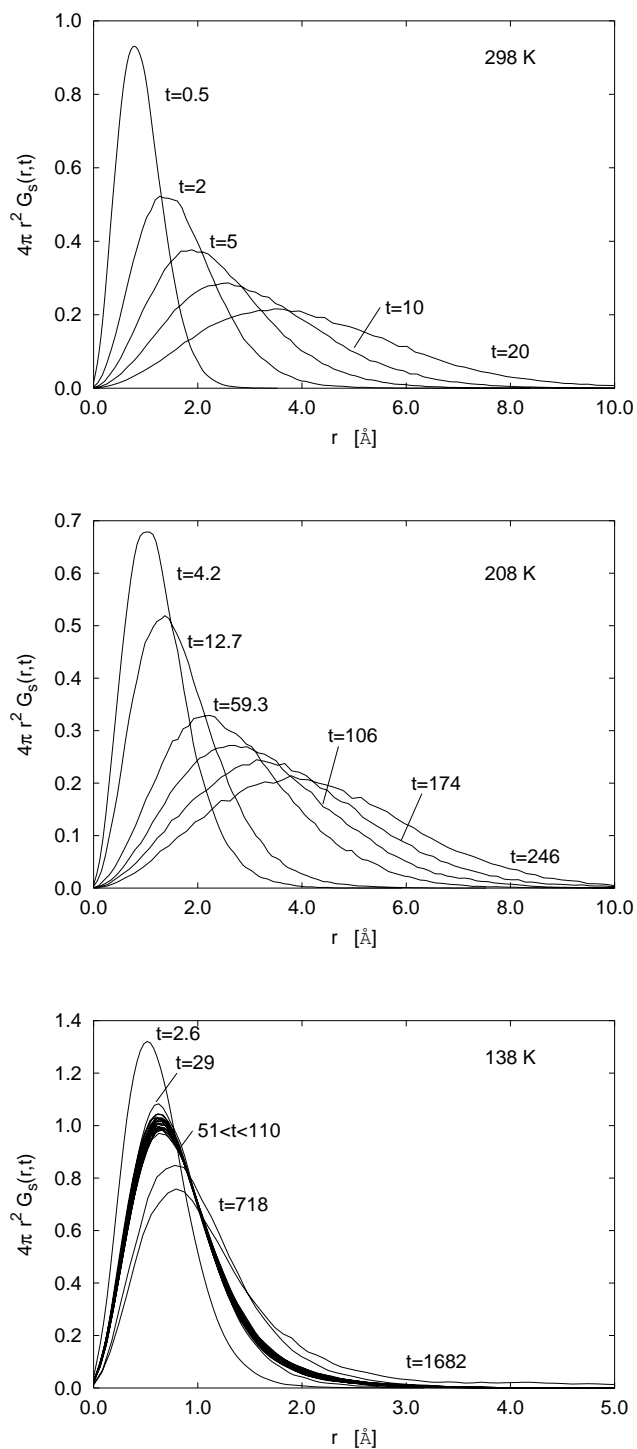 1.0
298 K
0.8
t=0.5
0.6
t=2
4π r² Gₛ(r,t)
0.4
t=5
t=10
0.2
t=20
0.0
0.0 2.0 4.0 6.0 8.0 10.0
r [Å]
0.7
208 K
0.6
t=4.2
0.5
t=12.7
4π r² Gₛ(r,t)
0.4
t=59.3
0.3
t=106
0.2
t=174
0.1
t=246
0.0
0.0 2.0 4.0 6.0 8.0 10.0
r [Å]
1.4
t=2.6
138 K
1.2
t=29
1.0
51<t<110
0.8
4π r² Gₛ(r,t)
t=718
0.6
0.4
0.2
t=1682
0.0
0.0 1.0 2.0 3.0 4.0 5.0
r [Å]